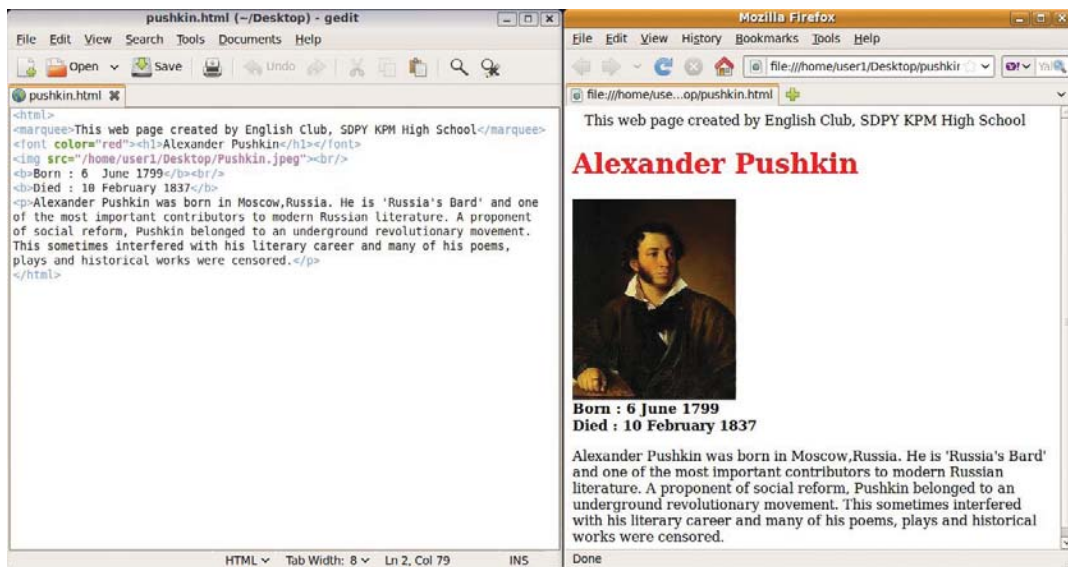 pushkin.html (~/Desktop) - gedit
File Edit View Search Tools Documents Help
Open Save Undo
pushkin.html
<html>
<marquee>This web page created by English Club, SDPY KPM High School</marquee>
<font color="red"><h1>Alexander Pushkin</h1></font>
<img src="/home/user1/Desktop/Pushkin.jpeg"><br/>
<b>Born : 6  June 1799</b><br/>
<b>Died : 10 February 1837</b>
<p>Alexander Pushkin was born in Moscow,Russia. He is 'Russia's Bard' and one
of the most important contributors to modern Russian literature. A proponent
of social reform, Pushkin belonged to an underground revolutionary movement.
This sometimes interfered with his literary career and many of his poems,
plays and historical works were censored.</p>
</html>
HTML Tab Width: 8 Ln 2, Col 79 INS
Mozilla Firefox
File Edit View History Bookmarks Tools Help
file:///home/user1/Desktop/pushkir
file:///home/use...op/pushkin.html
This web page created by English Club, SDPY KPM High School
Alexander Pushkin
Born : 6 June 1799
Died : 10 February 1837
Alexander Pushkin was born in Moscow,Russia. He is 'Russia's Bard'
and one of the most important contributors to modern Russian
literature. A proponent of social reform, Pushkin belonged to an
underground revolutionary movement. This sometimes interfered
with his literary career and many of his poems, plays and historical
works were censored.
Done